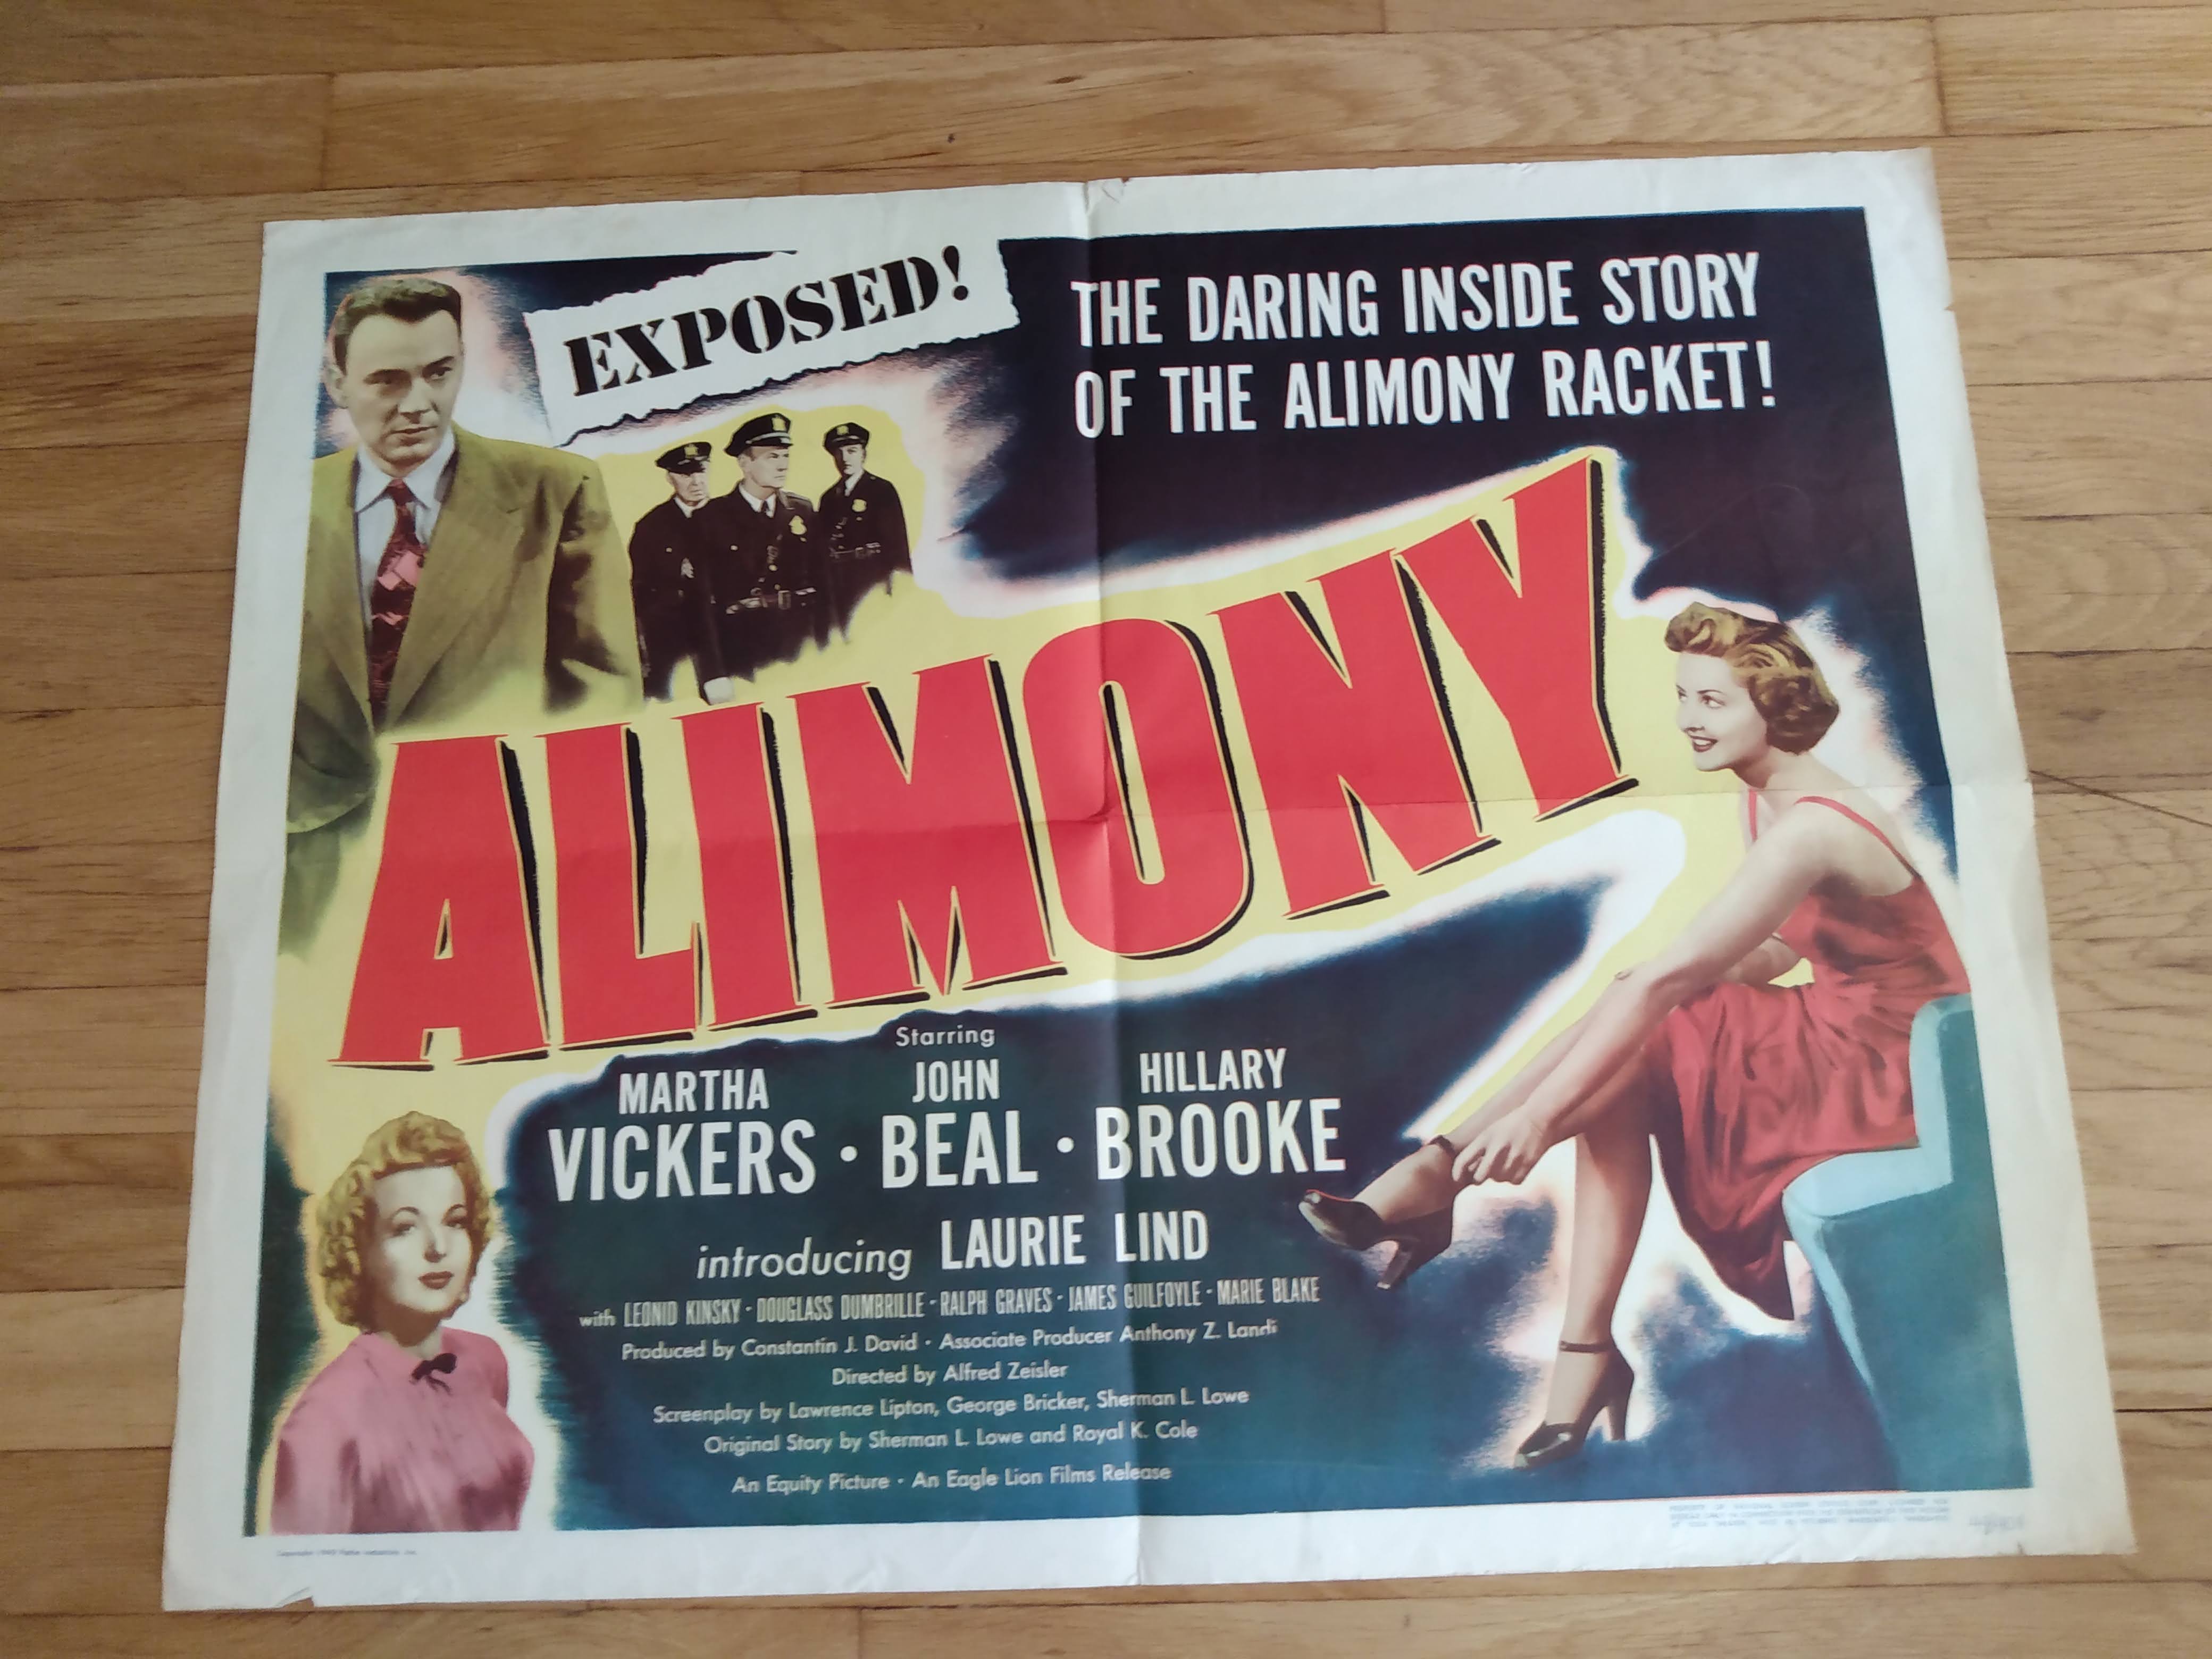 EXPOSED!
THE DARING INSIDE STORY
OF THE ALIMONY RACKET!
ALIMONY
Starring
MARTHA VICKERS • JOHN BEAL • HILLARY BROOKE
introducing LAURIE LIND
with LEONID KINSKY • DOUGLASS DUMBRILLE • RALPH GRAVES • JAMES GUILFOYLE • MARIE BLAKE
Produced by Constantin J. David • Associate Producer Anthony Z. Landi
Directed by Alfred Zeisler
Screenplay by Lawrence Lipton, George Bricker, Sherman L. Lowe
Original Story by Sherman L. Lowe and Royal K. Cole
An Equity Picture • An Eagle Lion Films Release